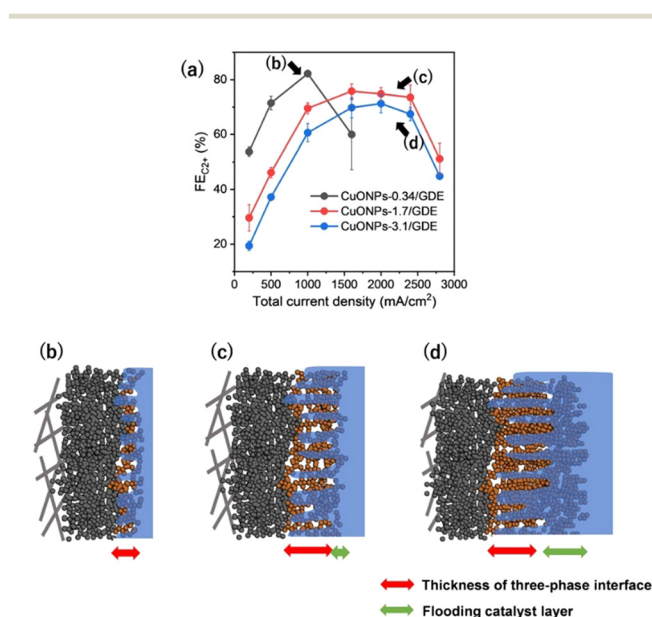 (a)
(b)
(c)
(d)
FEC2+ (%)
80
60
40
20
CuONPs-0.34/GDE
CuONPs-1.7/GDE
CuONPs-3.1/GDE
0 500 1000 1500 2000 2500 3000
Total current density (mA/cm²)
(b) (c) (d)
Thickness of three-phase interface
Flooding catalyst layer